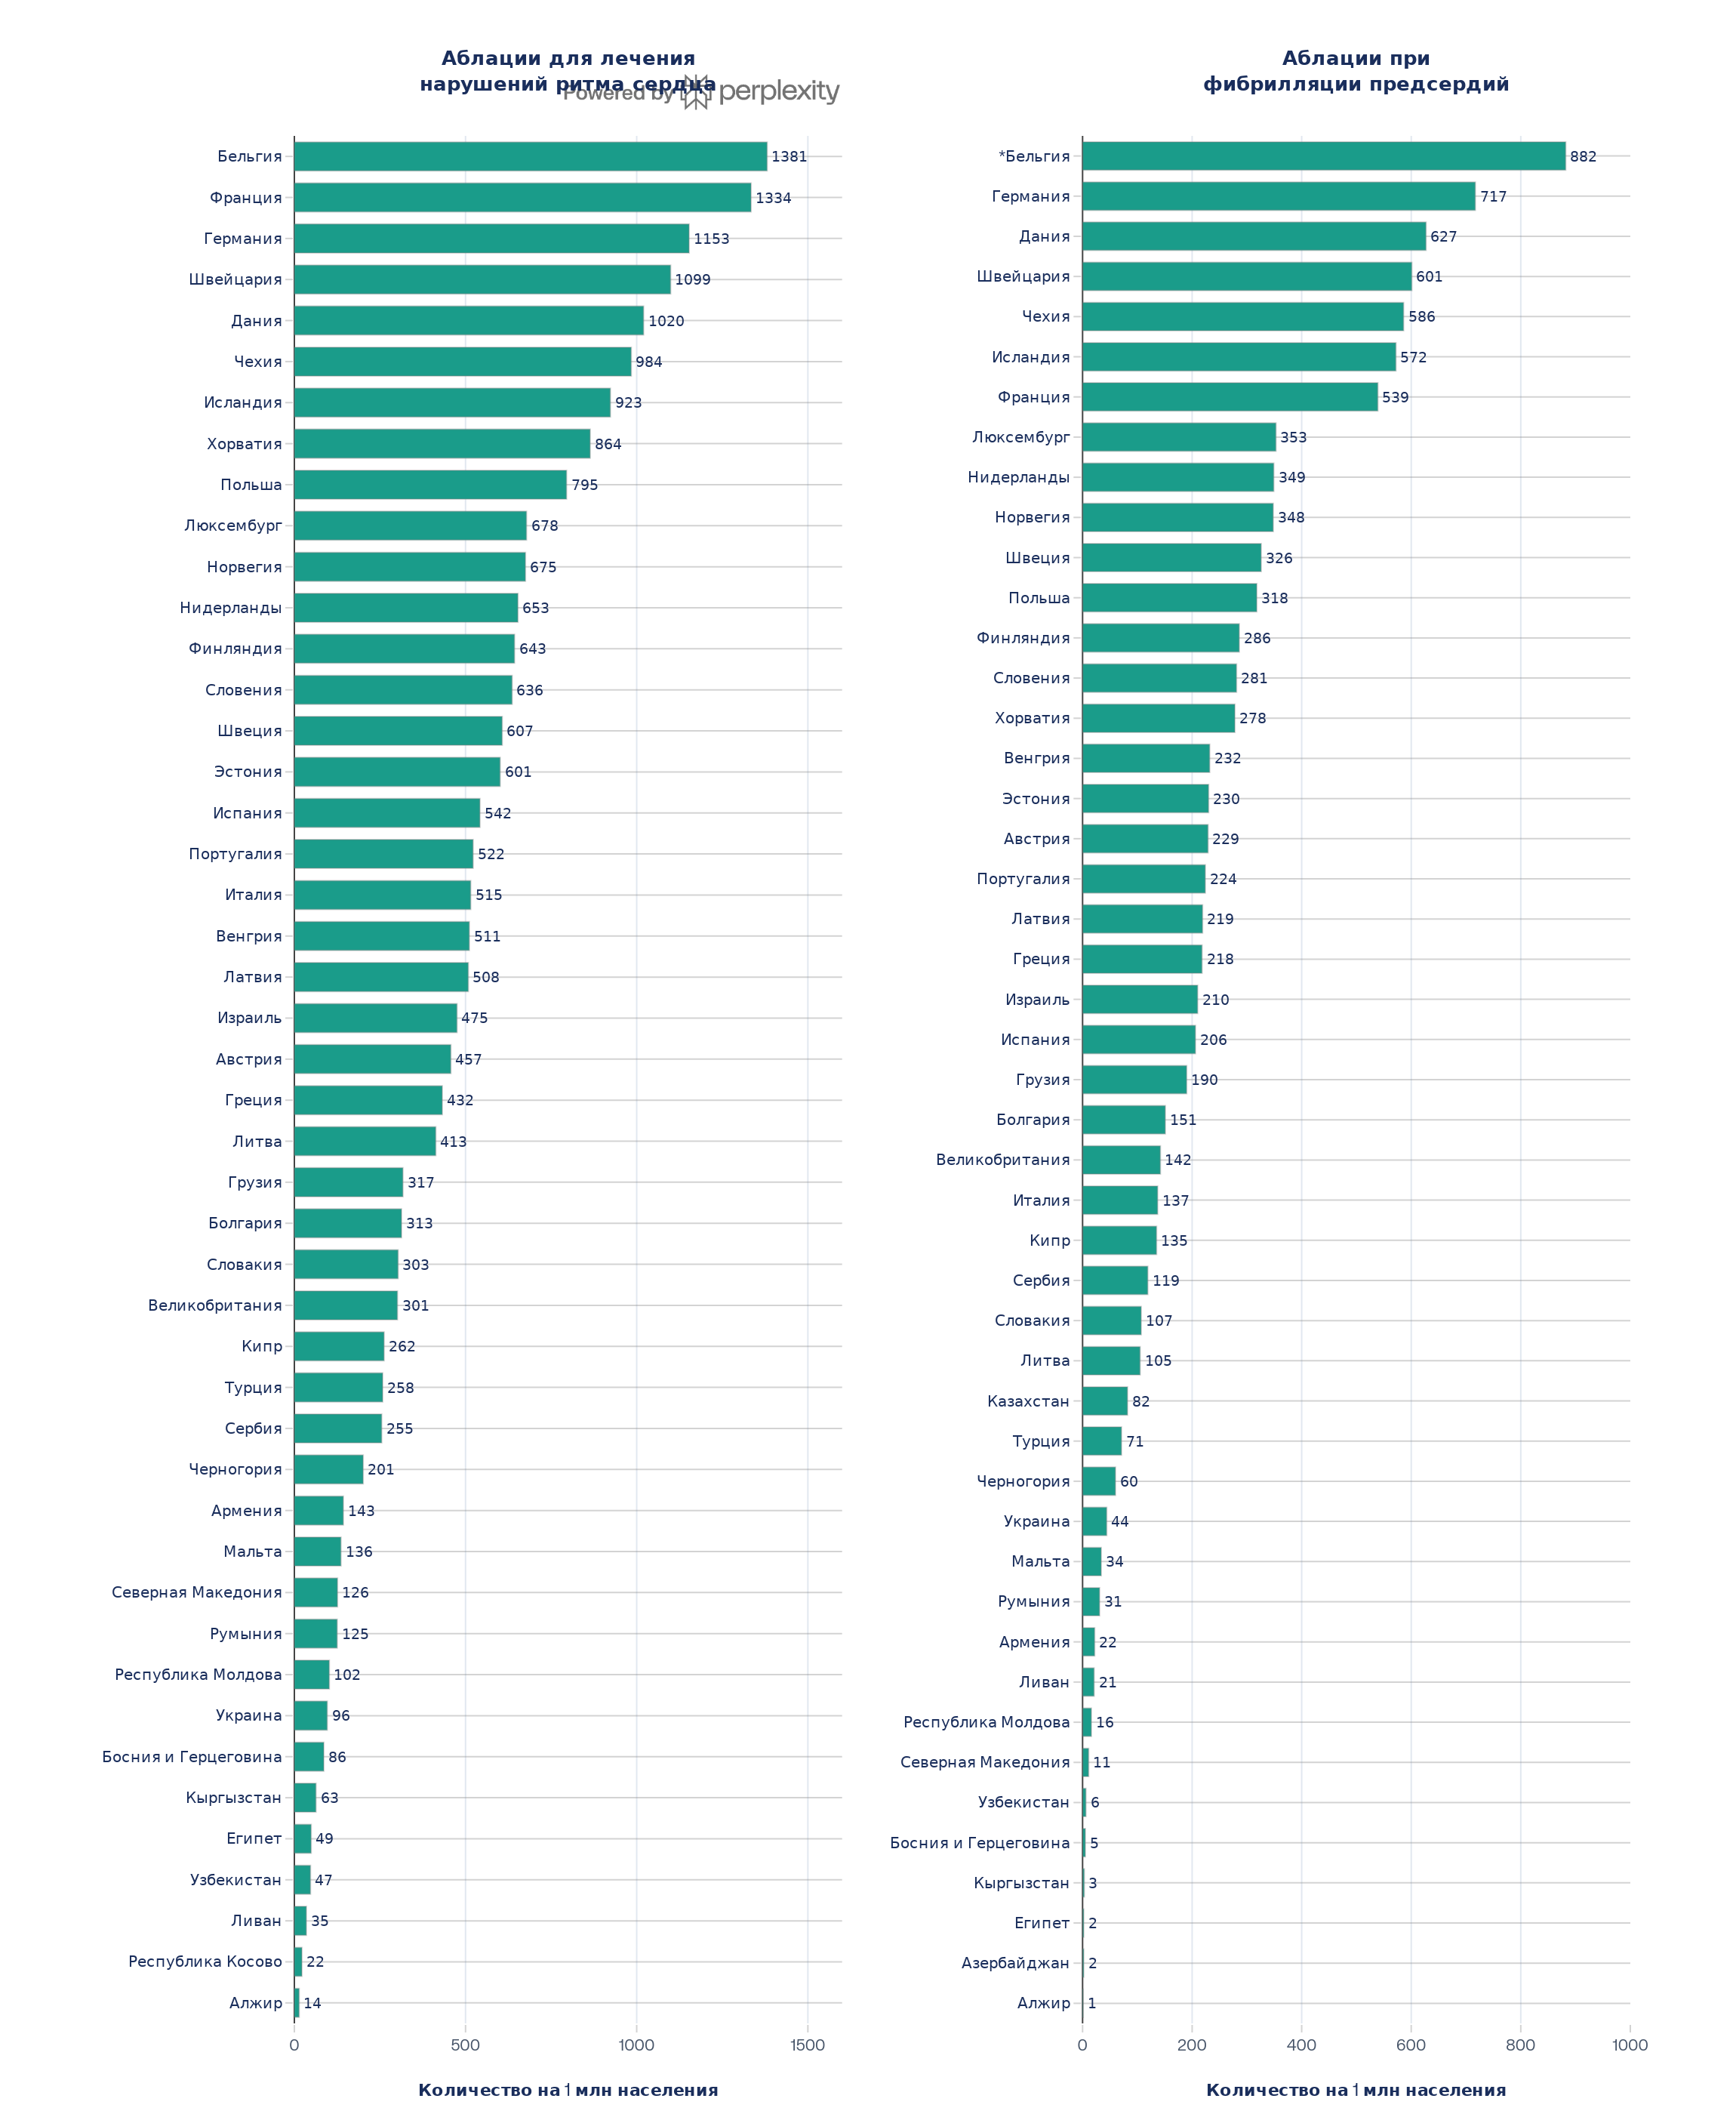 Аблации для лечения
нарушений ритма сердца
Powered by perplexity
Бельгия 1381
Франция 1334
Германия 1153
Швейцария 1099
Дания 1020
Чехия 984
Исландия 923
Хорватия 864
Польша 795
Люксембург 678
Норвегия 675
Нидерланды 653
Финляндия 643
Словения 636
Швеция 607
Эстония 601
Испания 542
Португалия 522
Италия 515
Венгрия 511
Латвия 508
Израиль 475
Австрия 457
Греция 432
Литва 413
Грузия 317
Болгария 313
Словакия 303
Великобритания 301
Кипр 262
Турция 258
Сербия 255
Черногория 201
Армения 143
Мальта 136
Северная Македония 126
Румыния 125
Республика Молдова 102
Украина 96
Босния и Герцеговина 86
Кыргызстан 63
Египет 49
Узбекистан 47
Ливан 35
Республика Косово 22
Алжир 14
0 500 1000 1500
Количество на 1 млн населения
Аблации при
фибрилляции предсердий
*Бельгия 882
Германия 717
Дания 627
Швейцария 601
Чехия 586
Исландия 572
Франция 539
Люксембург 353
Нидерланды 349
Норвегия 348
Швеция 326
Польша 318
Финляндия 286
Словения 281
Хорватия 278
Венгрия 232
Эстония 230
Австрия 229
Португалия 224
Латвия 219
Греция 218
Израиль 210
Испания 206
Грузия 190
Болгария 151
Великобритания 142
Италия 137
Кипр 135
Сербия 119
Словакия 107
Литва 105
Казахстан 82
Турция 71
Черногория 60
Украина 44
Мальта 34
Румыния 31
Армения 22
Ливан 21
Республика Молдова 16
Северная Македония 11
Узбекистан 6
Босния и Герцеговина 5
Кыргызстан 3
Египет 2
Азербайджан 2
Алжир 1
0 200 400 600 800 1000
Количество на 1 млн населения